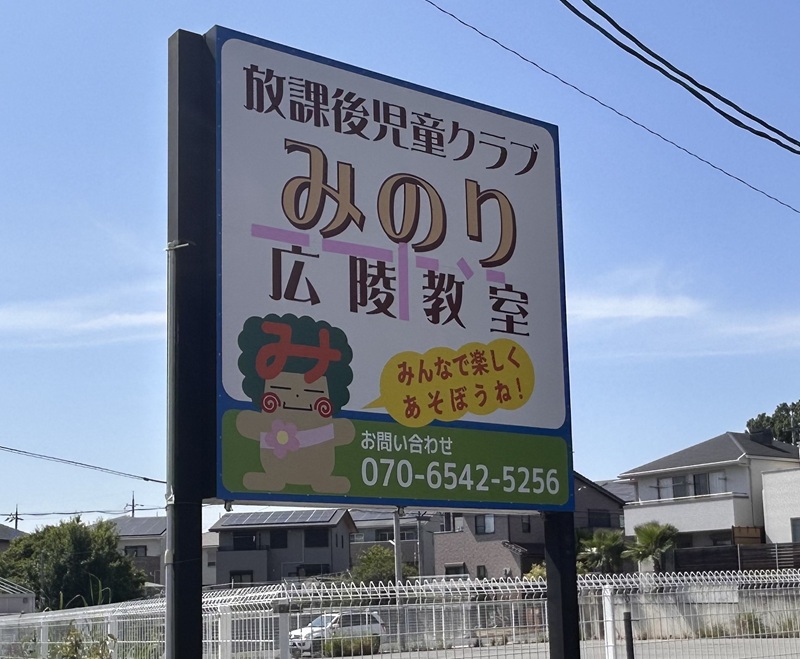 放課後児童クラブ
みのり
広陵教室
み
みんなで楽しく
あそぼうね！
お問い合わせ
070-6542-5256